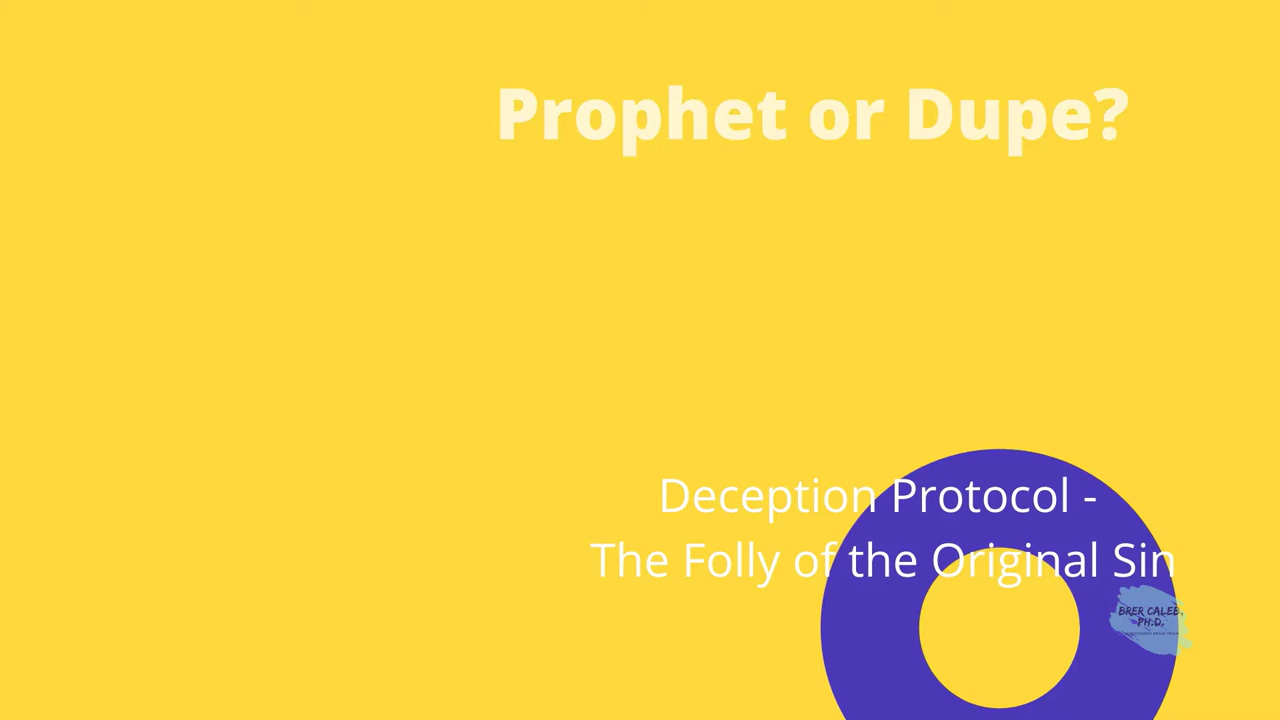 Prophet or Dupe?
Deception Protocol -
The Folly of the Original Sin
BRER CALEB,
PH.D.